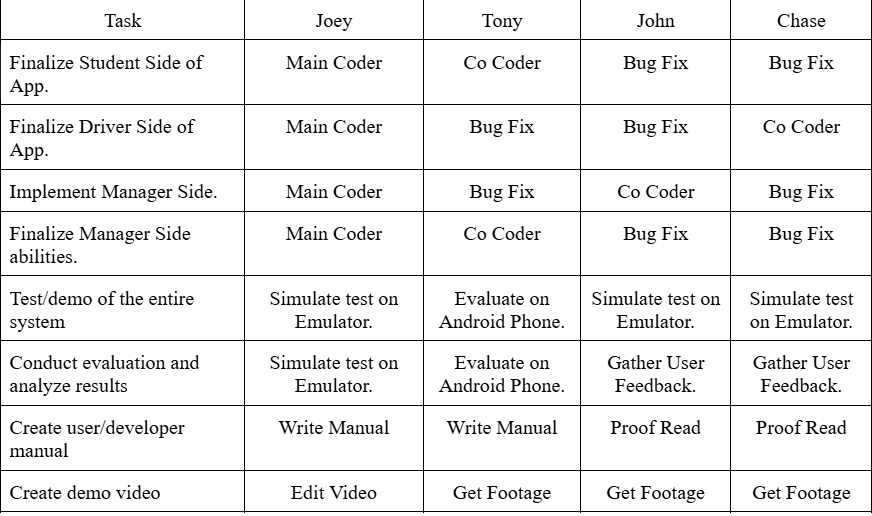 Task Joey Tony John Chase
Finalize Student Side of App. Main Coder Co Coder Bug Fix Bug Fix
Finalize Driver Side of App. Main Coder Bug Fix Bug Fix Co Coder
Implement Manager Side. Main Coder Bug Fix Co Coder Bug Fix
Finalize Manager Side abilities. Main Coder Co Coder Bug Fix Bug Fix
Test/demo of the entire system Simulate test on Emulator. Evaluate on Android Phone. Simulate test on Emulator. Simulate test on Emulator.
Conduct evaluation and analyze results Simulate test on Emulator. Evaluate on Android Phone. Gather User Feedback. Gather User Feedback.
Create user/developer manual Write Manual Write Manual Proof Read Proof Read
Create demo video Edit Video Get Footage Get Footage Get Footage